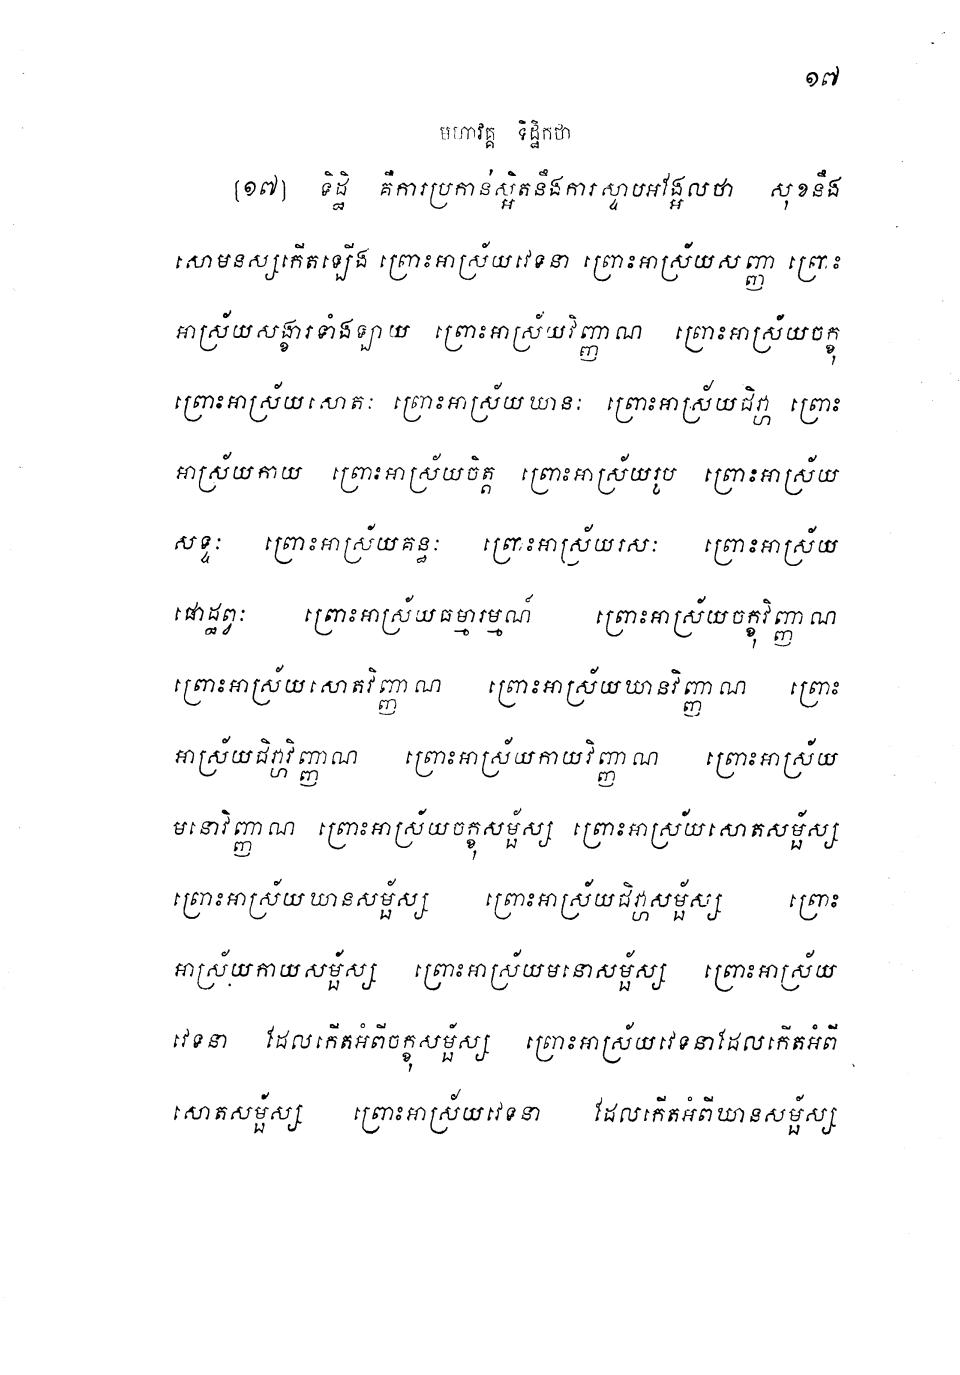 ១៧
មហាវគ្គ ទិដ្ឋិកថា
[១៧] ទិដ្ឋិ គឺការប្រកាន់ស្អិតនឹងការស្ទាបអង្អែលថា សុខនឹង
សោមនស្សកើតឡើង ព្រោះអាស្រ័យវេទនា ព្រោះអាស្រ័យសញ្ញា ព្រោះ
អាស្រ័យសង្ខារទាំងឡាយ ព្រោះអាស្រ័យវិញ្ញាណ ព្រោះអាស្រ័យចក្ខុ
ព្រោះអាស្រ័យសោតៈ ព្រោះអាស្រ័យឃានៈ ព្រោះអាស្រ័យជិវ្ហា ព្រោះ
អាស្រ័យកាយ ព្រោះអាស្រ័យចិត្ត ព្រោះអាស្រ័យរូប ព្រោះអាស្រ័យ
សទ្ទៈ ព្រោះអាស្រ័យគន្ធៈ ព្រោះអាស្រ័យរសៈ ព្រោះអាស្រ័យ
ផោដ្ឋព្វៈ ព្រោះអាស្រ័យធម្មារម្មណ៍ ព្រោះអាស្រ័យចក្ខុវិញ្ញាណ
ព្រោះអាស្រ័យសោតវិញ្ញាណ ព្រោះអាស្រ័យឃានវិញ្ញាណ ព្រោះ
អាស្រ័យជិវ្ហាវិញ្ញាណ ព្រោះអាស្រ័យកាយវិញ្ញាណ ព្រោះអាស្រ័យ
មនោវិញ្ញាណ ព្រោះអាស្រ័យចក្ខុសម្ផ័ស្ស ព្រោះអាស្រ័យសោតសម្ផ័ស្ស
ព្រោះអាស្រ័យឃានសម្ផ័ស្ស ព្រោះអាស្រ័យជិវ្ហាសម្ផ័ស្ស ព្រោះ
អាស្រ័យកាយសម្ផ័ស្ស ព្រោះអាស្រ័យមនោសម្ផ័ស្ស ព្រោះអាស្រ័យ
វេទនា ដែលកើតអំពីចក្ខុសម្ផ័ស្ស ព្រោះអាស្រ័យវេទនាដែលកើតអំពី
សោតសម្ផ័ស្ស ព្រោះអាស្រ័យវេទនា ដែលកើតអំពីឃានសម្ផ័ស្ស